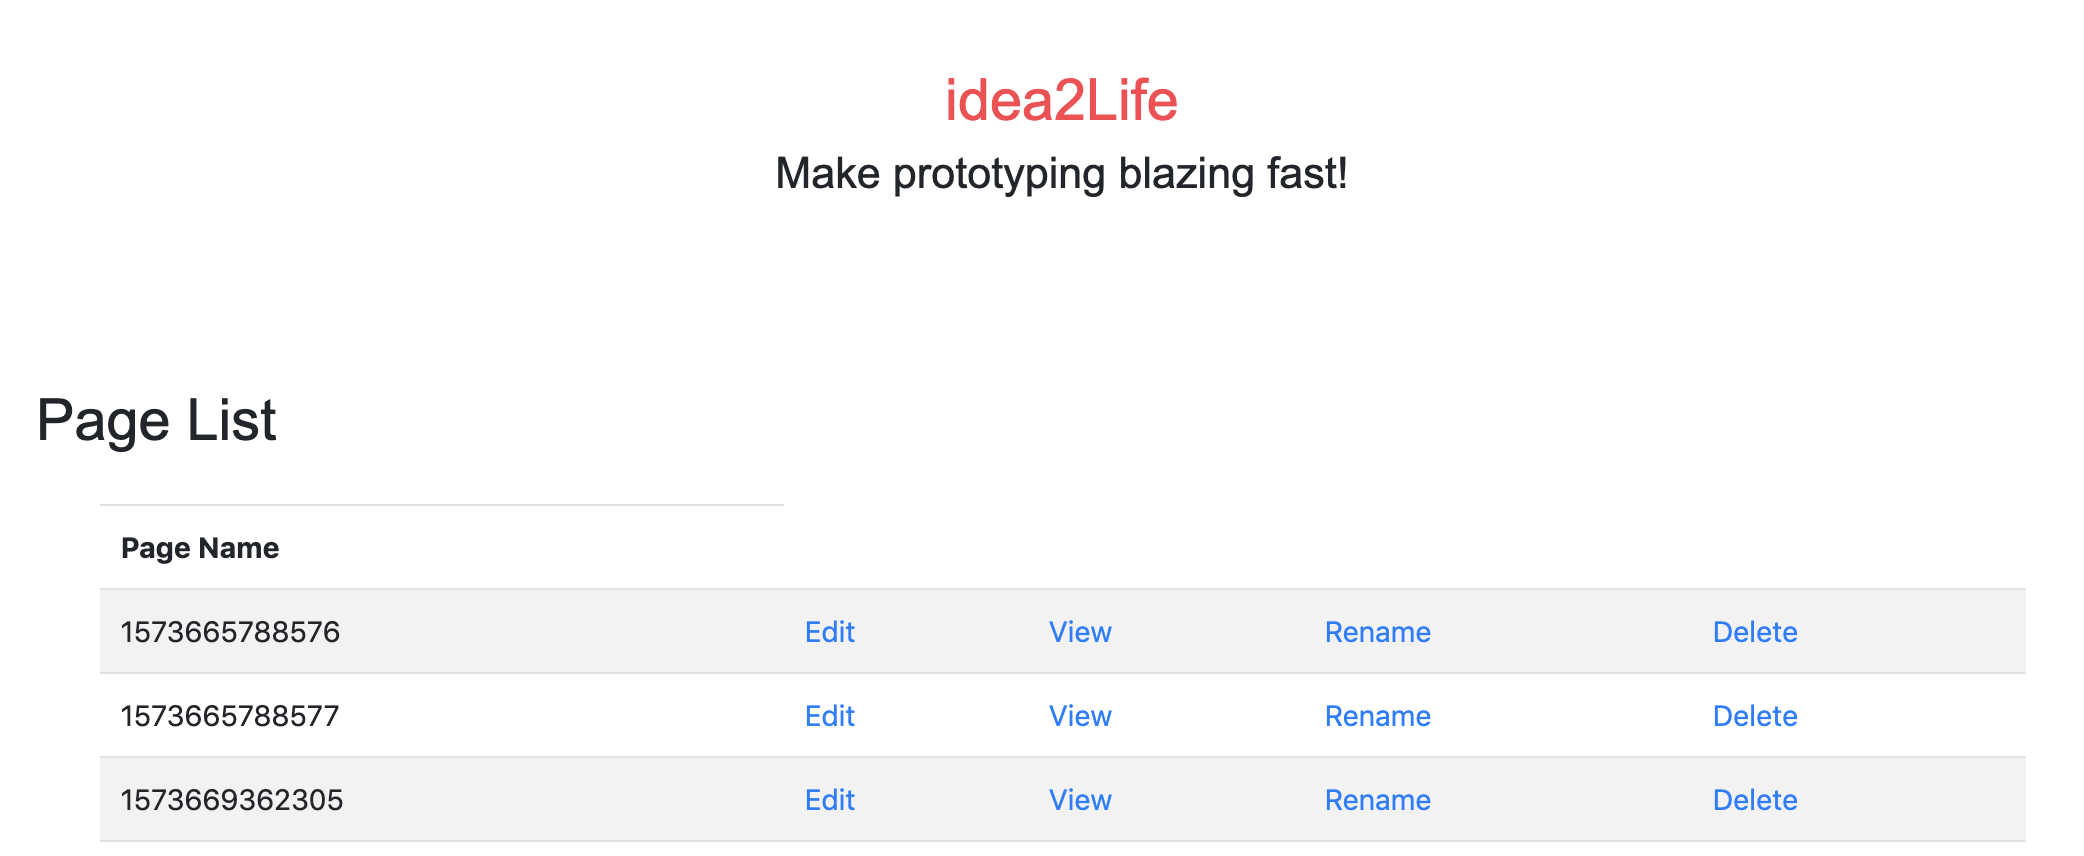 idea2Life
Make prototyping blazing fast!
Page List
Page Name
1573665788576 Edit View Rename Delete
1573665788577 Edit View Rename Delete
1573669362305 Edit View Rename Delete